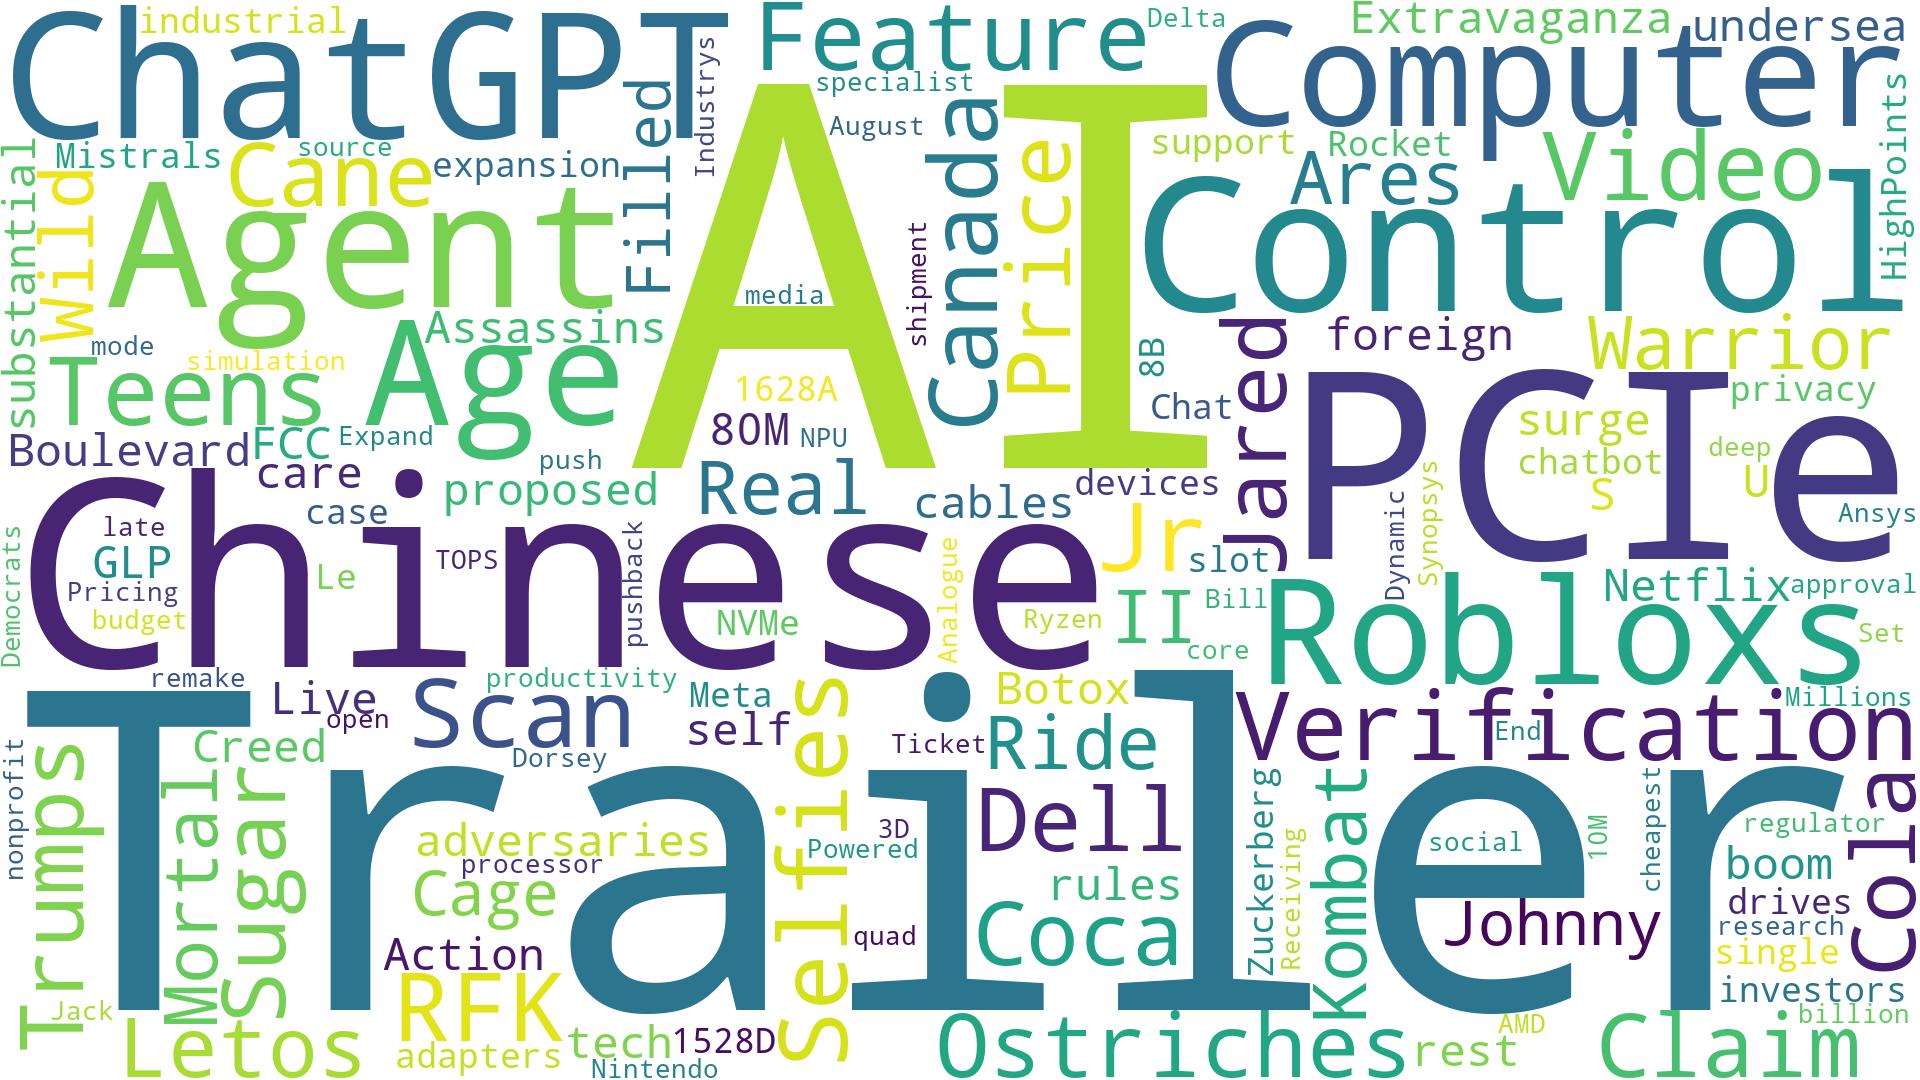 ChatGPT
industrial
Feature
Delta
Extravaganza
undersea
Computer
specialist
Industrys
Filled
August
Canada
Price
support
Rocket
Ares
Video
HighPoints
Mistrals
source
Cane
expansion
substantial
Wild
Agent
AI
Control
media
shipment
Assassins
mode
simulation
Teens
Age
8B
Jared
foreign
Warrior
1628A
privacy
Chat
PCIe
surge
Boulevard
FCC
Expand
80M
NPU
chatbot
deep
care
push
Real
devices
U
S
proposed
case
cables
Dynamic
Synopsys
Ansys
Democrats
late
Chinese
TOPS
pushback
Analogue
Jr
slot
GLP
Le
Netflix
approval
Pricing
budget
NVMe
Ryzen
II
Bill
Robloxs
Set
core
remake
productivity
Live
open
Scan
Meta
self
Selfies
Botox
Millions
Verification
nonprofit
Trumps
Creed
Dorsey
Ticket
Ride
End
Mortal
Sugar
Trailer
Zuckerberg
Kombat
cheapest
Cola
adversaries
3D
Powered
Dell
social
10M
regulator
processor
Cage
rules
Receiving
boom
drives
Action
quad
Coca
Johnny
research
single
RFK
investors
Jack
Letos
adapters
tech
1528D
Nintendo
Ostriches
rest
AMD
Claim
billion